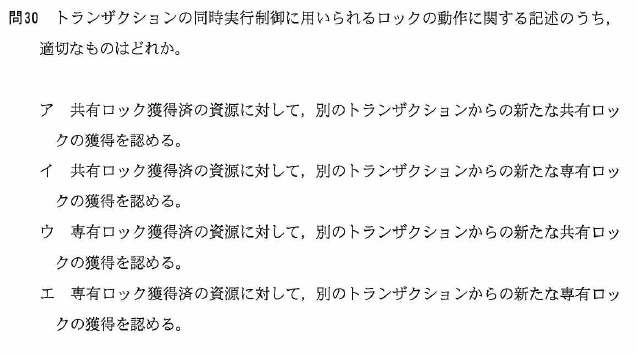 問30 トランザクションの同時実行制御に用いられるロックの動作に関する記述のうち，
適切なものはどれか。
ア 共有ロック獲得済の資源に対して，別のトランザクションからの新たな共有ロッ
クの獲得を認める。
イ 共有ロック獲得済の資源に対して，別のトランザクションからの新たな専有ロッ
クの獲得を認める。
ウ 専有ロック獲得済の資源に対して，別のトランザクションからの新たな共有ロッ
クの獲得を認める。
エ 専有ロック獲得済の資源に対して，別のトランザクションからの新たな専有ロッ
クの獲得を認める。